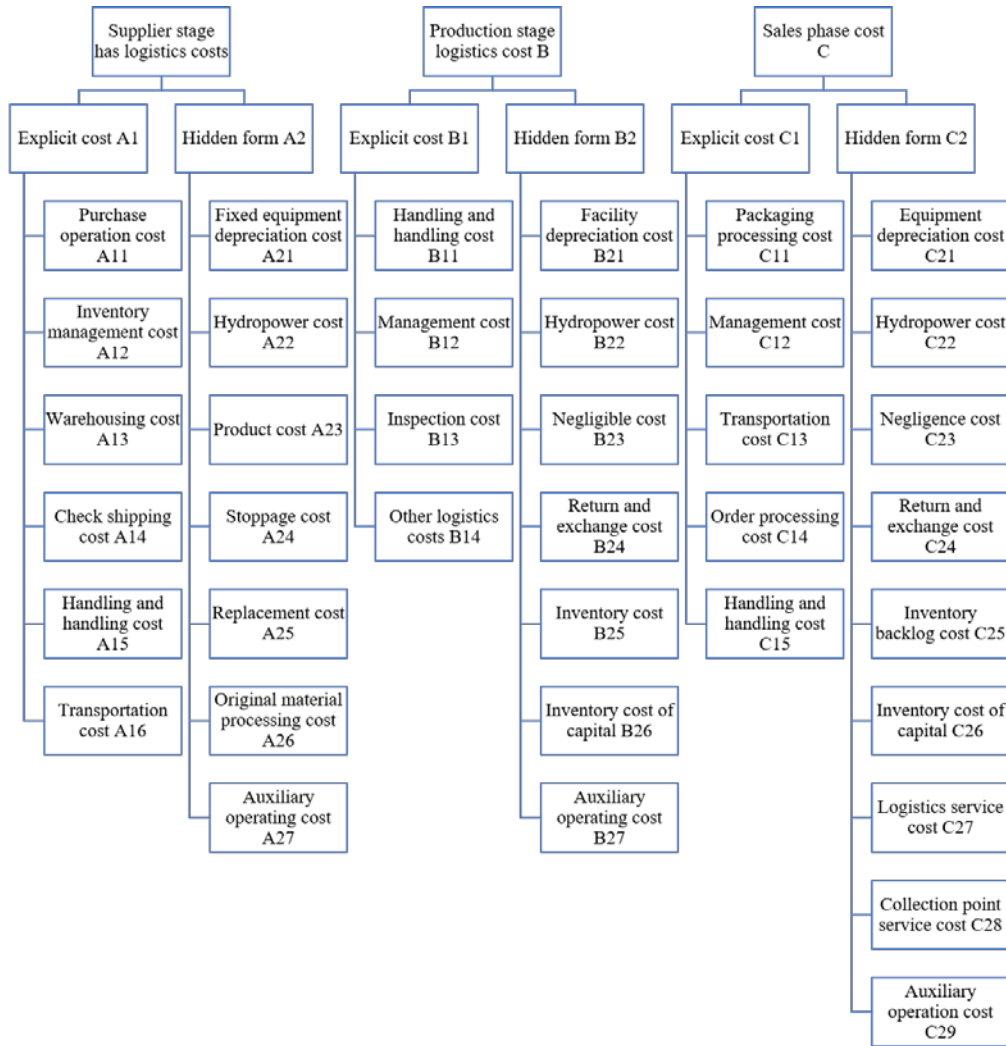 Supplier stage
has logistics costs
Production stage
logistics cost B
Sales phase cost
C
Explicit cost A1
Hidden form A2
Explicit cost B1
Hidden form B2
Explicit cost C1
Hidden form C2
Purchase
operation cost
A11
Inventory
management cost
A12
Warehousing cost
A13
Check shipping
cost A14
Handling and
handling cost
A15
Transportation
cost A16
Fixed equipment
depreciation cost
A21
Hydropower cost
A22
Product cost A23
Stoppage cost
A24
Replacement cost
A25
Original material
processing cost
A26
Auxiliary
operating cost
A27
Handling and
handling cost
B11
Management cost
B12
Inspection cost
B13
Other logistics
costs B14
Facility
depreciation cost
B21
Hydropower cost
B22
Negligible cost
B23
Return and
exchange cost
B24
Inventory cost
B25
Inventory cost of
capital B26
Auxiliary
operating cost
B27
Packaging
processing cost
C11
Management cost
C12
Transportation
cost C13
Order processing
cost C14
Handling and
handling cost
C15
Equipment
depreciation cost
C21
Hydropower cost
C22
Negligence cost
C23
Return and
exchange cost
C24
Inventory
backlog cost C25
Inventory cost of
capital C26
Logistics service
cost C27
Collection point
service cost C28
Auxiliary
operation cost
C29